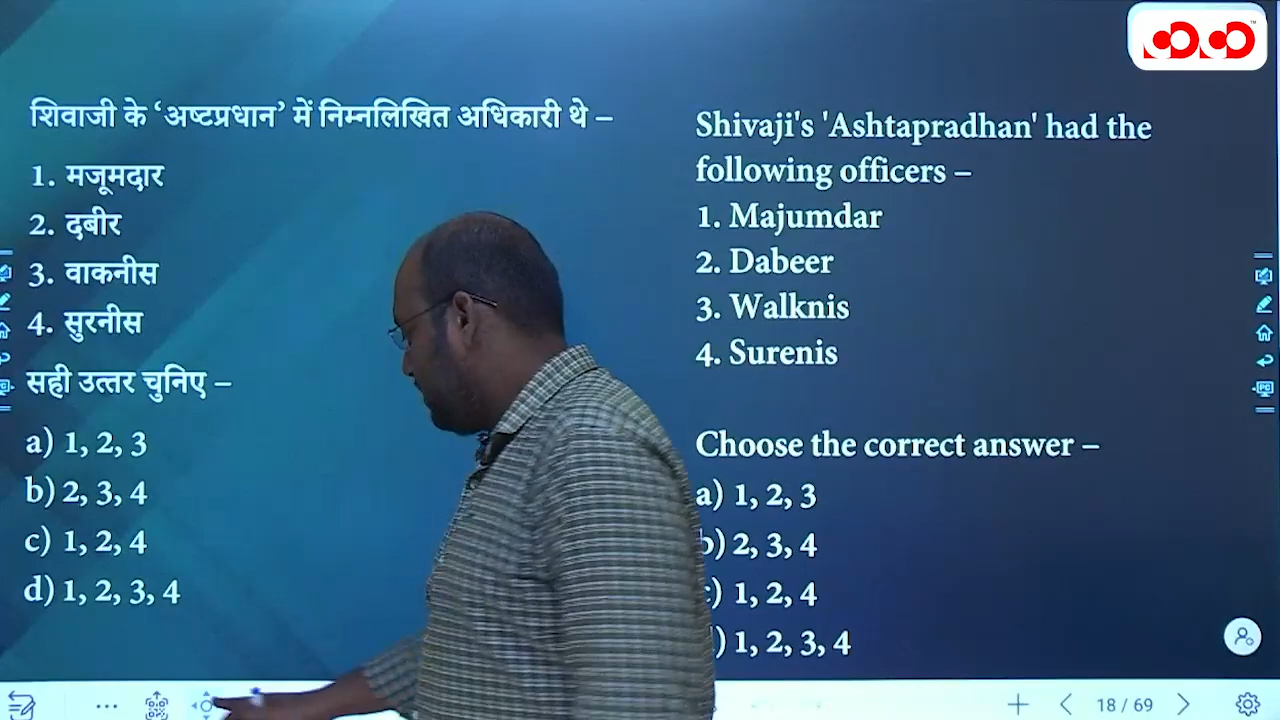 शिवाजी के ‘अष्टप्रधान’ में निम्नलिखित अधिकारी थे –
1. मजूमदार
2. दबीर
3. वाकनीस
4. सुरनीस
सही उत्तर चुनिए –
a) 1, 2, 3
b) 2, 3, 4
c) 1, 2, 4
d) 1, 2, 3, 4
Shivaji's 'Ashtapradhan' had the
following officers –
1. Majumdar
2. Dabeer
3. Walknis
4. Surenis
Choose the correct answer –
a) 1, 2, 3
b) 2, 3, 4
) 1, 2, 4
) 1, 2, 3, 4
18 / 69